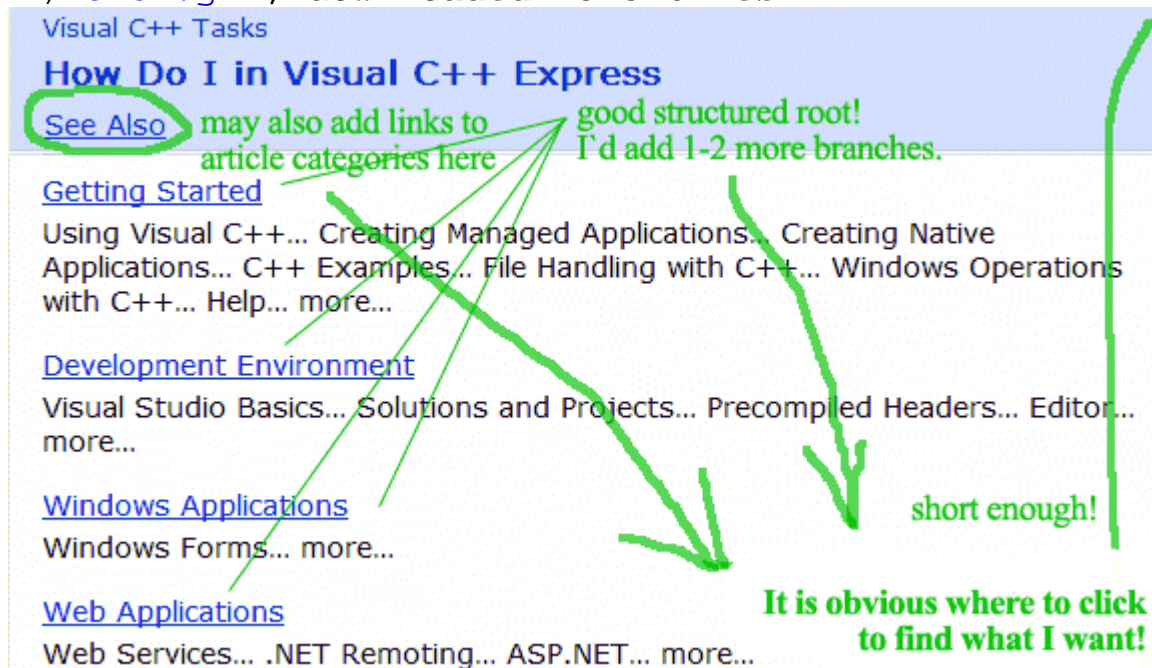 Visual C++ Tasks
How Do I in Visual C++ Express
See Also
may also add links to
article categories here
good structured root!
I`d add 1-2 more branches.
Getting Started
Using Visual C++... Creating Managed Applications... Creating Native
Applications... C++ Examples... File Handling with C++... Windows Operations
with C++... Help... more...
Development Environment
Visual Studio Basics... Solutions and Projects... Precompiled Headers... Editor...
more...
Windows Applications
Windows Forms... more...
short enough!
Web Applications
Web Services... .NET Remoting... ASP.NET... more...
It is obvious where to click
to find what I want!